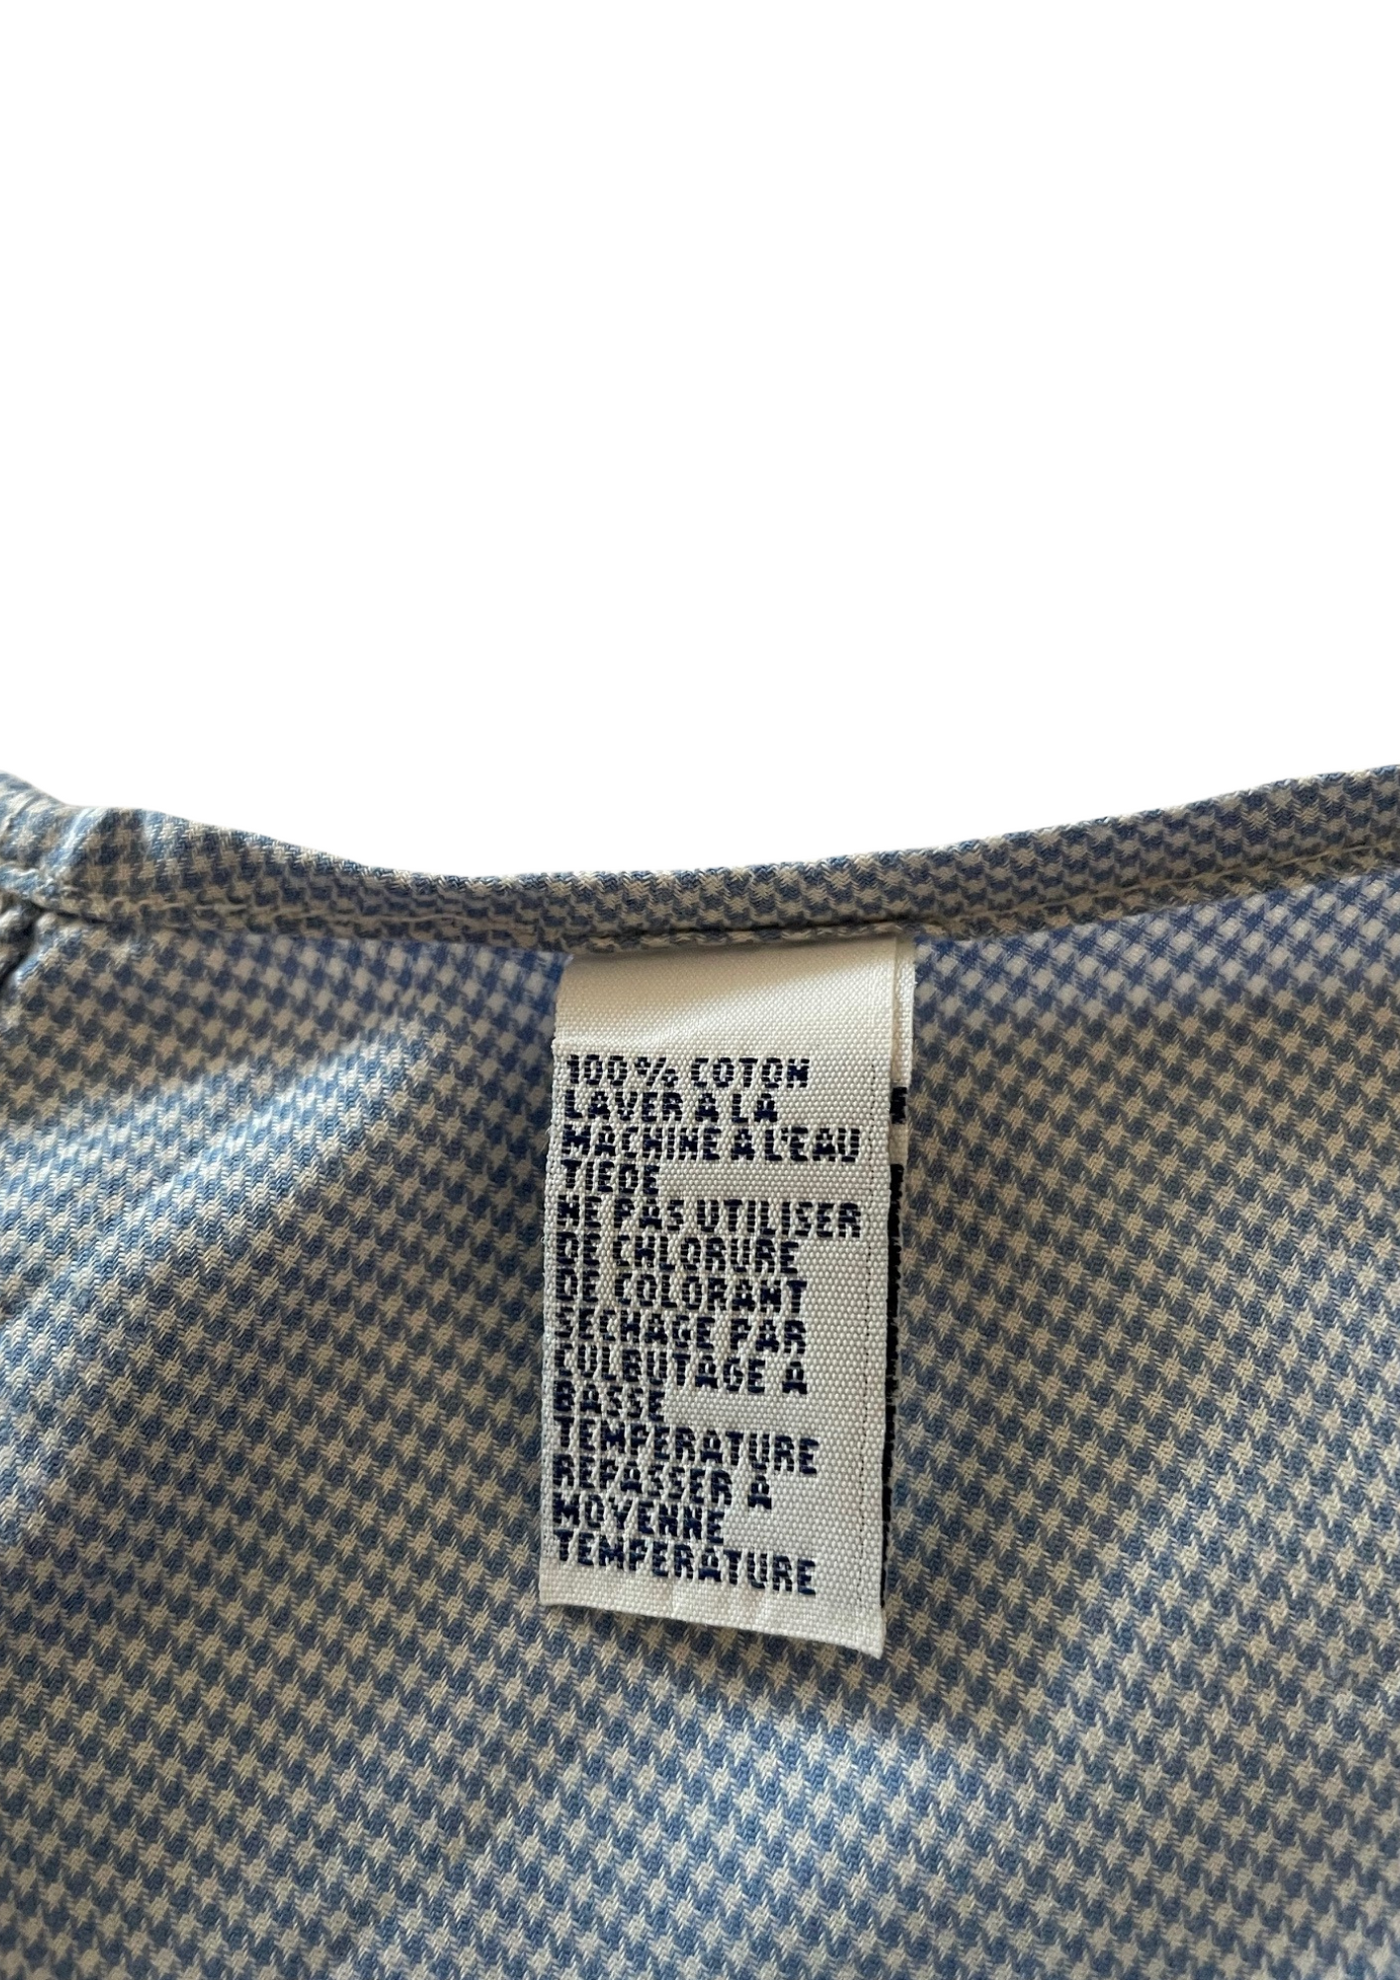 100% COTON
LAVER A LA
MACHINE A L'EAU
TIEDE
NE PAS UTILISER
DE CHLORURE
DE COLORANT
SECHAGE PAR
CULBUTAGE A
BASSE
TEMPERATURE
REPASSER A
MOYENNE
TEMPERATURE